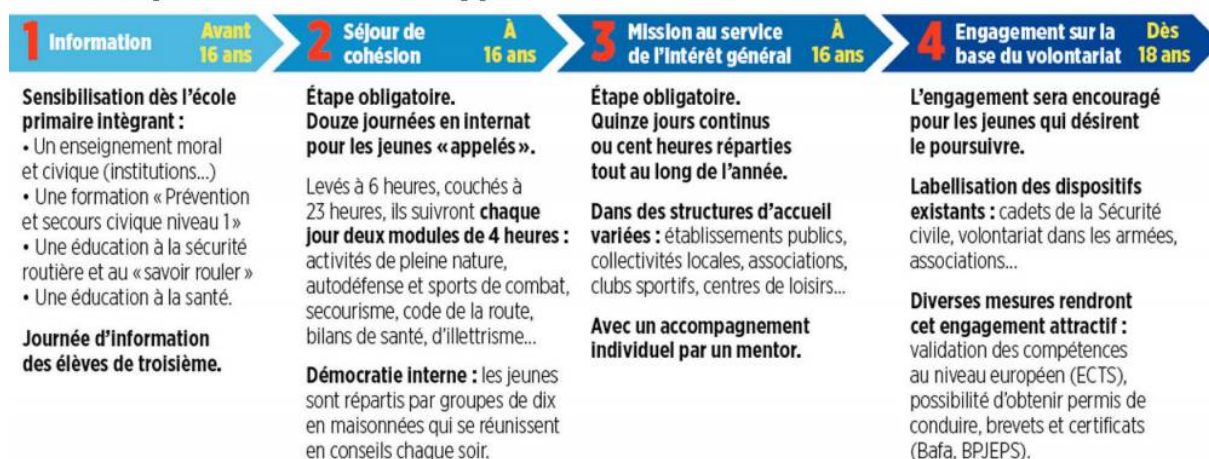 1 Information Avant 16 ans
Sensibilisation dès l'école
primaire intégrant :
• Un enseignement moral
et civique (institutions...)
• Une formation « Prévention
et secours civique niveau 1 »
• Une éducation à la sécurité
routière et au « savoir rouler »
• Une éducation à la santé.
Journée d'information
des élèves de troisième.
2 Séjour de cohésion À 16 ans
Étape obligatoire.
Douze journées en internat
pour les jeunes « appelés ».
Levés à 6 heures, couchés à
23 heures, ils suivront chaque
jour deux modules de 4 heures :
activités de pleine nature,
autodéfense et sports de combat,
secourisme, code de la route,
bilans de santé, d'illettrisme...
Démocratie interne : les jeunes
sont répartis par groupes de dix
en maisonnées qui se réunissent
en conseils chaque soir.
3 Mission au service de l'intérêt général À 16 ans
Étape obligatoire.
Quinze jours continus
ou cent heures réparties
tout au long de l'année.
Dans des structures d'accueil
variées : établissements publics,
collectivités locales, associations,
clubs sportifs, centres de loisirs...
Avec un accompagnement
individuel par un mentor.
4 Engagement sur la base du volontariat Dès 18 ans
L'engagement sera encouragé
pour les jeunes qui désirent
le poursuivre.
Labellisation des dispositifs
existants : cadets de la Sécurité
civile, volontariat dans les armées,
associations...
Diverses mesures rendront
cet engagement attractif :
validation des compétences
au niveau européen (ECTS),
possibilité d'obtenir permis de
conduire, brevets et certificats
(Bafa, BPJEPS).